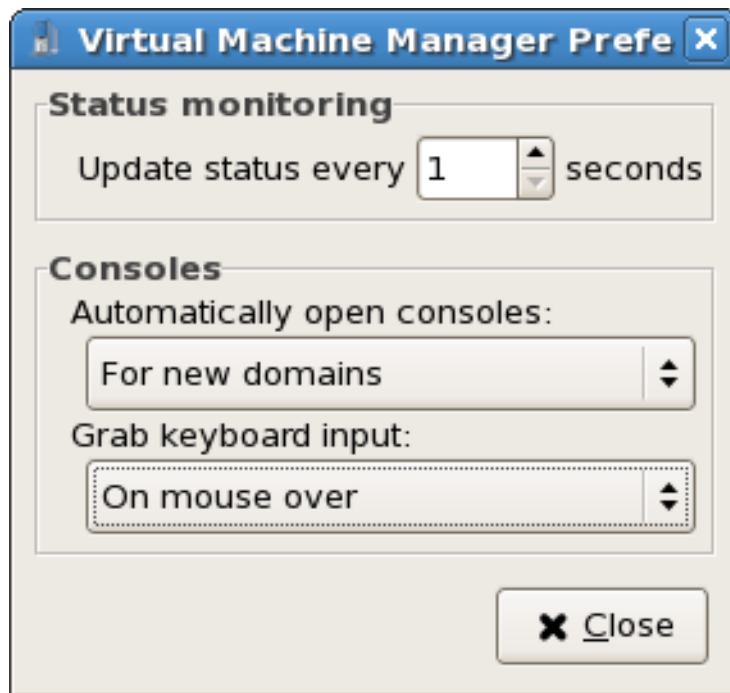 Virtual Machine Manager Prefe
Status monitoring
Update status every 1 seconds
Consoles
Automatically open consoles:
For new domains
Grab keyboard input:
On mouse over
Close